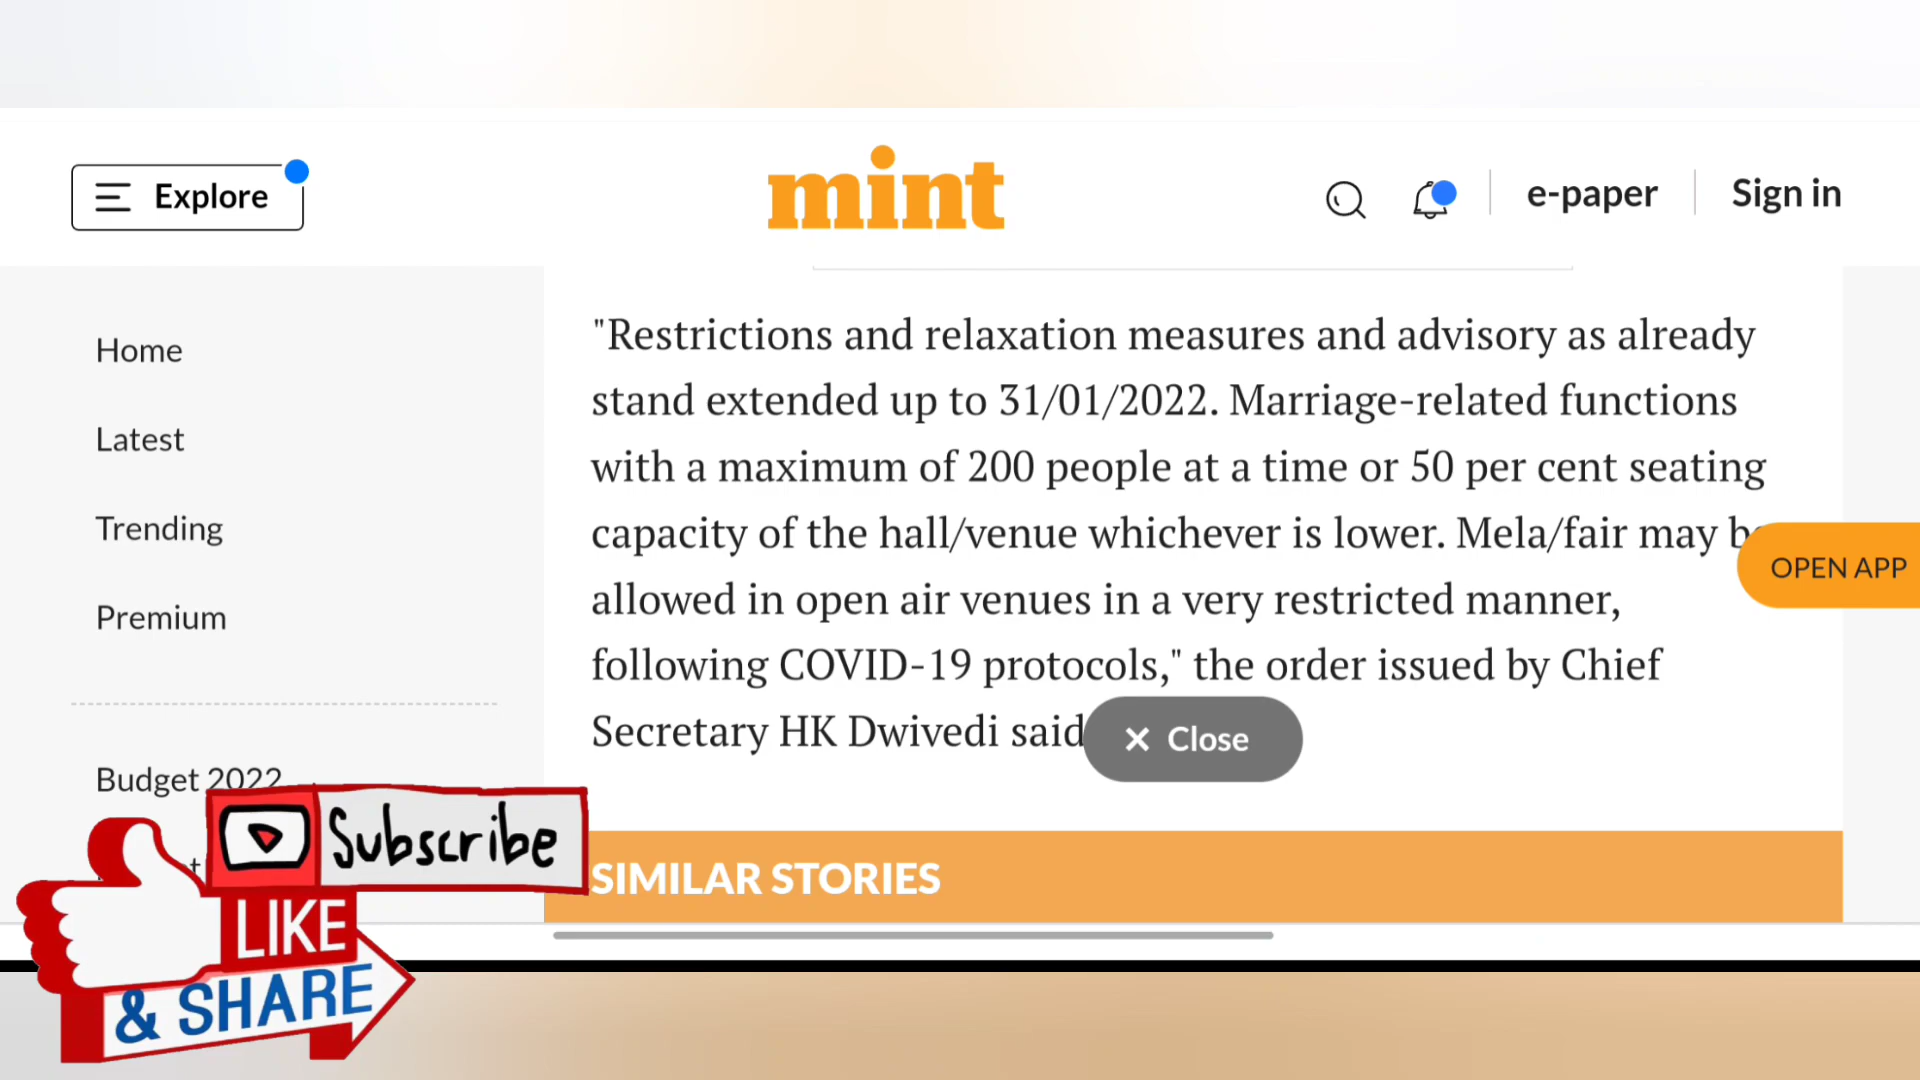 Explore
mint
e-paper
Sign in
Home
Latest
Trending
Premium
Budget 2022
"Restrictions and relaxation measures and advisory as already
stand extended up to 31/01/2022. Marriage-related functions
with a maximum of 200 people at a time or 50 per cent seating
capacity of the hall/venue whichever is lower. Mela/fair may
allowed in open air venues in a very restricted manner,
following COVID-19 protocols," the order issued by Chief
Secretary HK Dwivedi said
OPEN APP
× Close
SIMILAR STORIES
Subscribe
LIKE
& SHARE